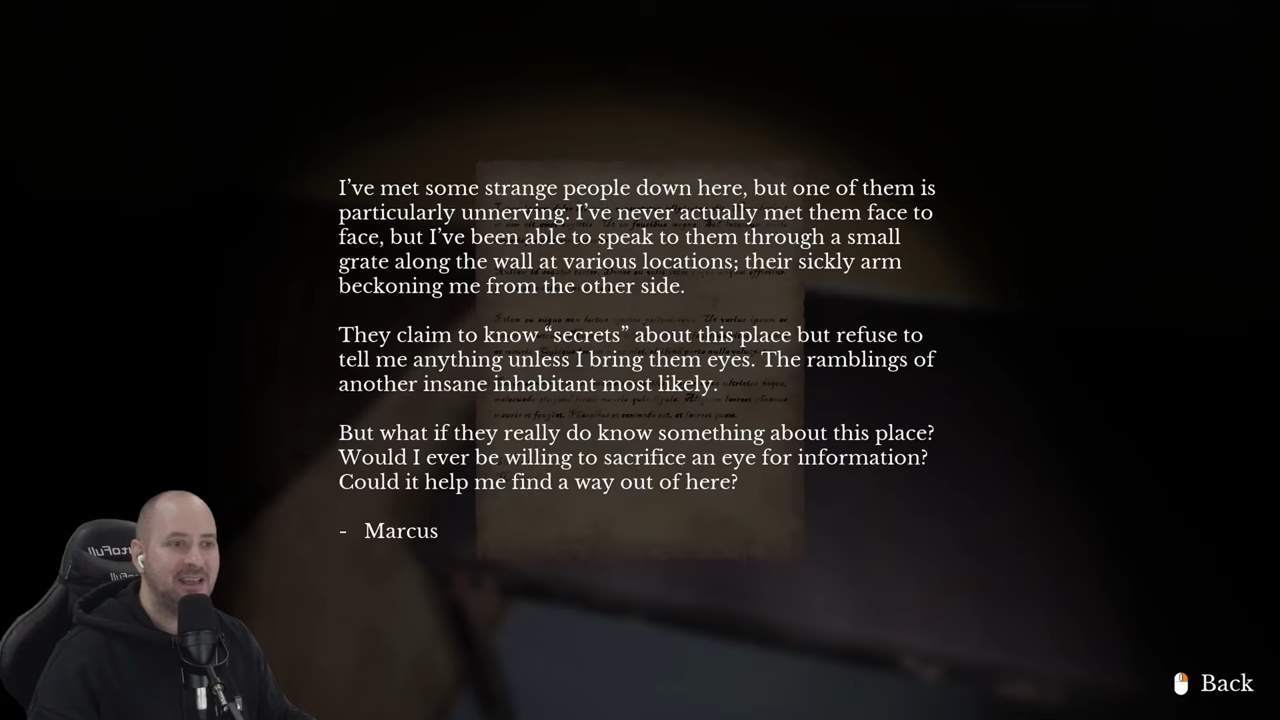 I’ve met some strange people down here, but one of them is
particularly unnerving. I’ve never actually met them face to
face, but I’ve been able to speak to them through a small
grate along the wall at various locations; their sickly arm
beckoning me from the other side.
They claim to know “secrets” about this place but refuse to
tell me anything unless I bring them eyes. The ramblings of
another insane inhabitant most likely.
But what if they really do know something about this place?
Would I ever be willing to sacrifice an eye for information?
Could it help me find a way out of here?
- Marcus
Back